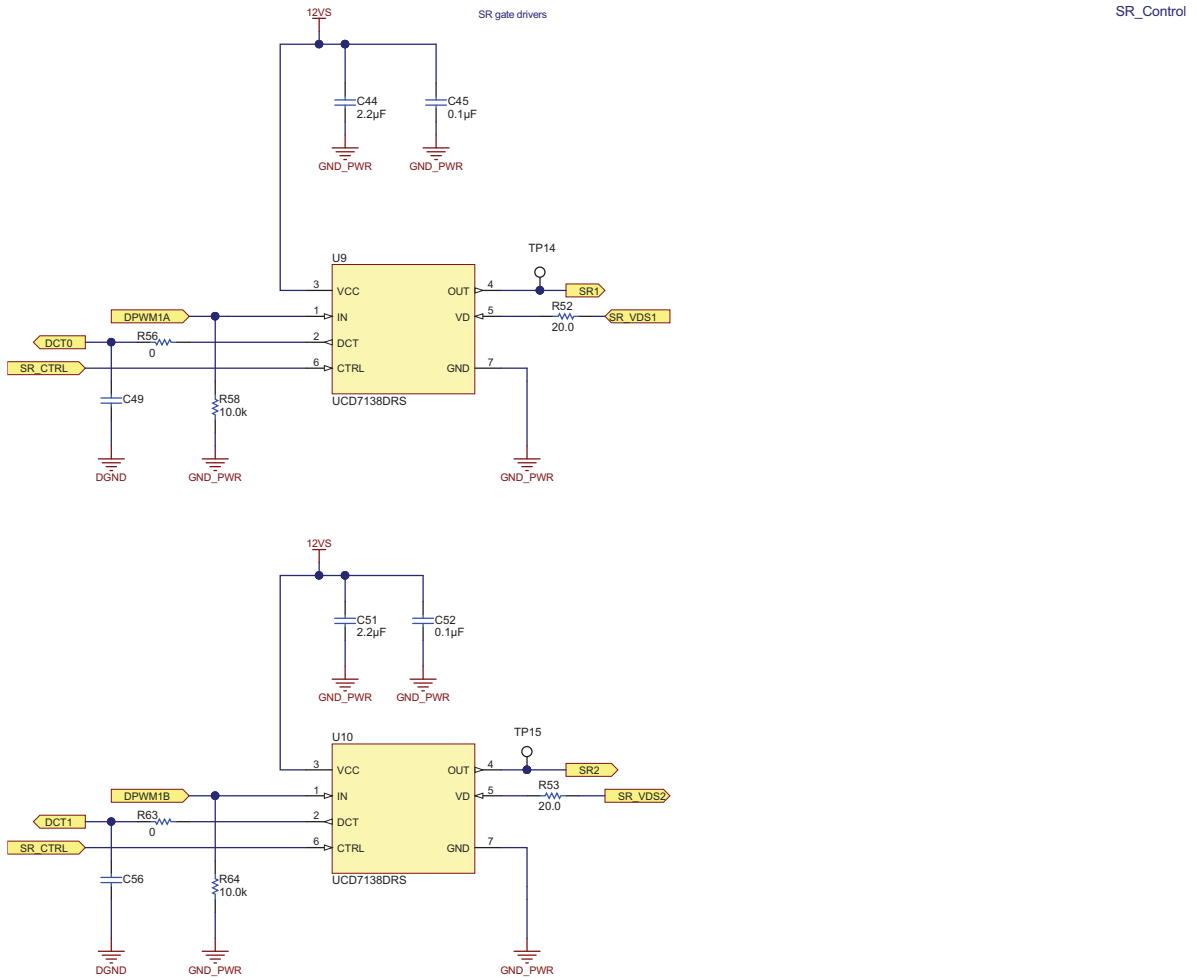 SR gate drivers
SR_Control
12VS
C44
2.2µF
C45
0.1µF
GND_PWR
GND_PWR
TP14
U9
3
VCC
OUT
4
SR1
DPWM1A
1
IN
VD
5
R52
20.0
SR_VDS1
DCT0
R56
0
2
DCT
SR_CTRL
6
CTRL
GND
7
UCD7138DRS
C49
R58
10.0k
DGND
GND_PWR
GND_PWR
12VS
C51
2.2µF
C52
0.1µF
GND_PWR
GND_PWR
TP15
U10
3
VCC
OUT
4
SR2
DPWM1B
1
IN
VD
5
R53
20.0
SR_VDS2
DCT1
R63
0
2
DCT
SR_CTRL
6
CTRL
GND
7
UCD7138DRS
C56
R64
10.0k
DGND
GND_PWR
GND_PWR